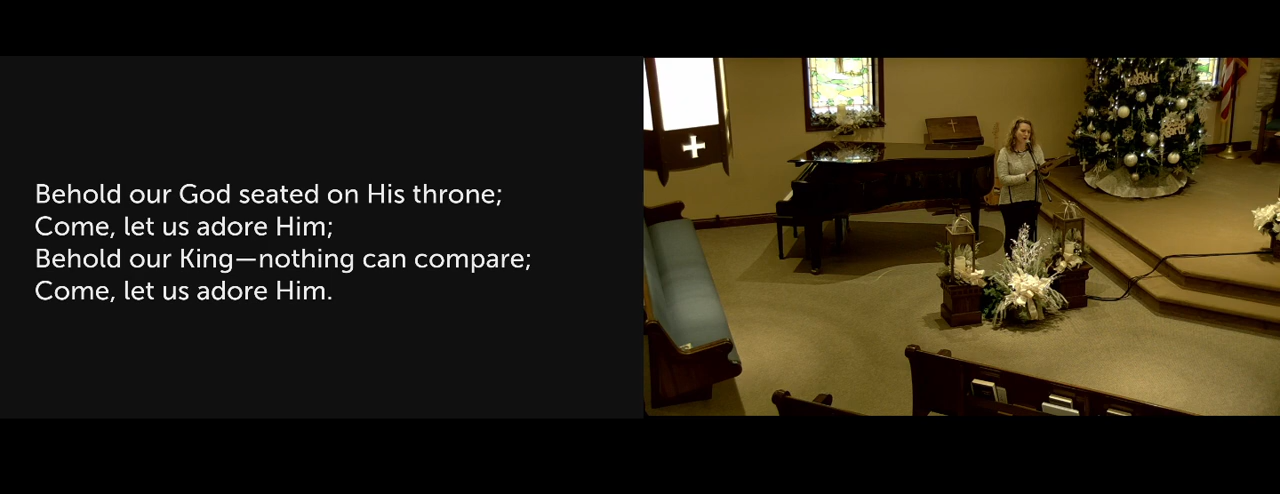 Behold our God seated on His throne;
Come, let us adore Him;
Behold our King—nothing can compare;
Come, let us adore Him.